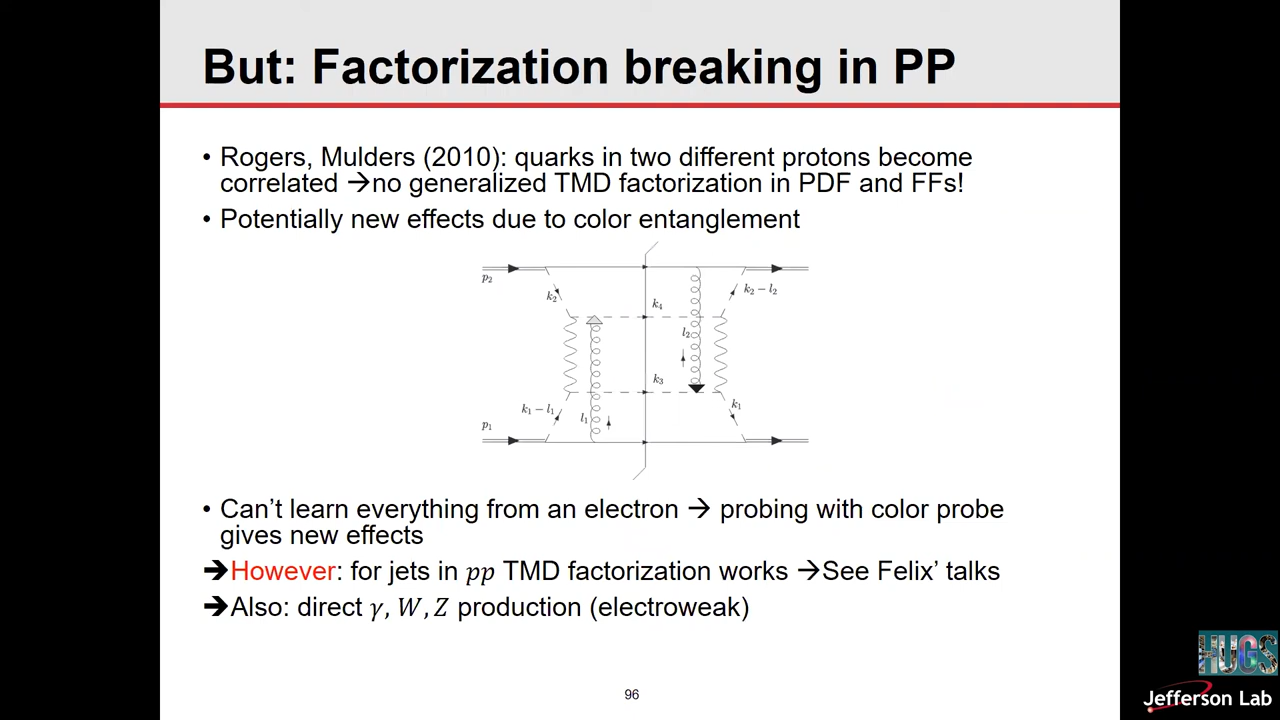 But: Factorization breaking in PP
• Rogers, Mulders (2010): quarks in two different protons become
correlated →no generalized TMD factorization in PDF and FFs!
• Potentially new effects due to color entanglement
p₂
k₂
k₄
k₂ − l₂
l₂
k₃
k₁ − l₁
l₁
k₁
p₁
• Can’t learn everything from an electron → probing with color probe
gives new effects
➔However: for jets in 𝑝𝑝 TMD factorization works →See Felix’ talks
➔Also: direct 𝛾, 𝑊, 𝑍 production (electroweak)
96
HUGS
Jefferson Lab